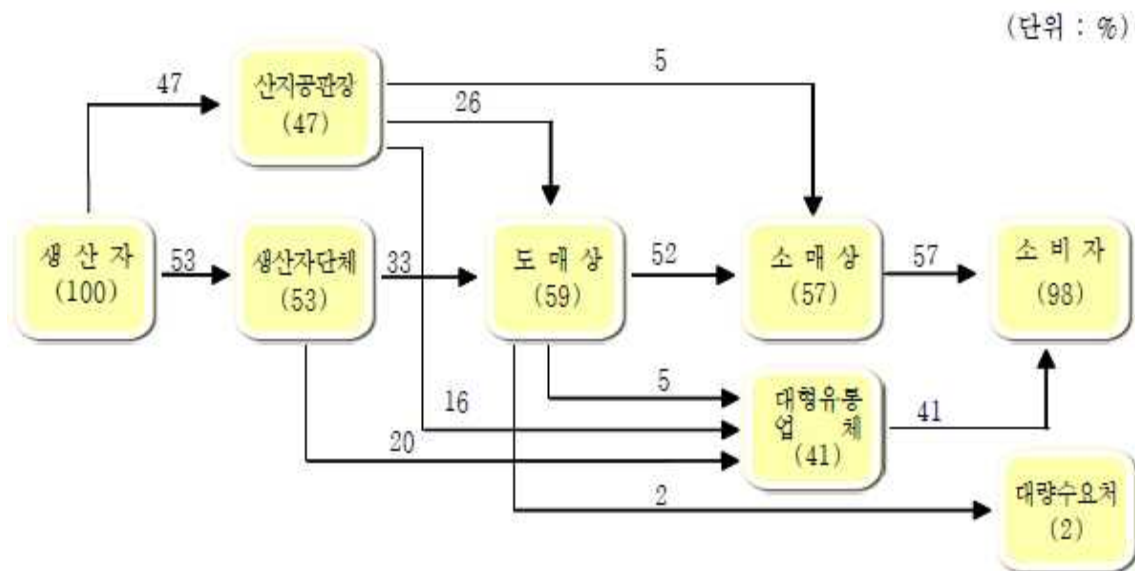 (단위 : %)
47
산지공판장
(47)
5
26
생 산 자
(100)
53
생산자단체
(53)
33
도 매 상
(59)
52
소 매 상
(57)
57
소 비 자
(98)
16
20
5
대형유통
업 체
(41)
41
2
대량수요처
(2)